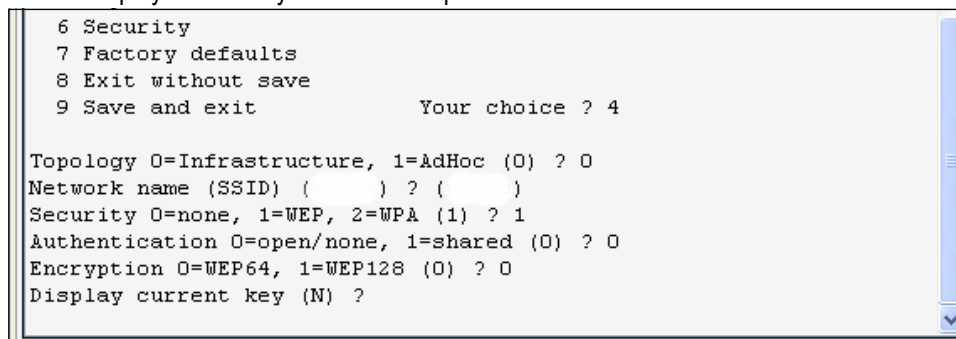 6 Security
7 Factory defaults
8 Exit without save
9 Save and exit Your choice ? 4
Topology 0=Infrastructure, 1=AdHoc (0) ? 0
Network name (SSID) ( ) ? ( )
Security 0=none, 1=WEP, 2=WPA (1) ? 1
Authentication 0=open/none, 1=shared (0) ? 0
Encryption 0=WEP64, 1=WEP128 (0) ? 0
Display current key (N) ?